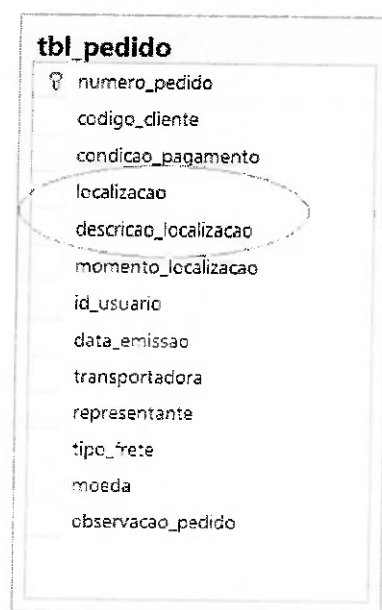 tbl_pedido
numero_pedido
codigo_cliente
condicao_pagamento
localizacao
descricao_localizacao
momento_localizacao
id_usuario
data_emissao
transportadora
representante
tipo_frete
moeda
observacao_pedido